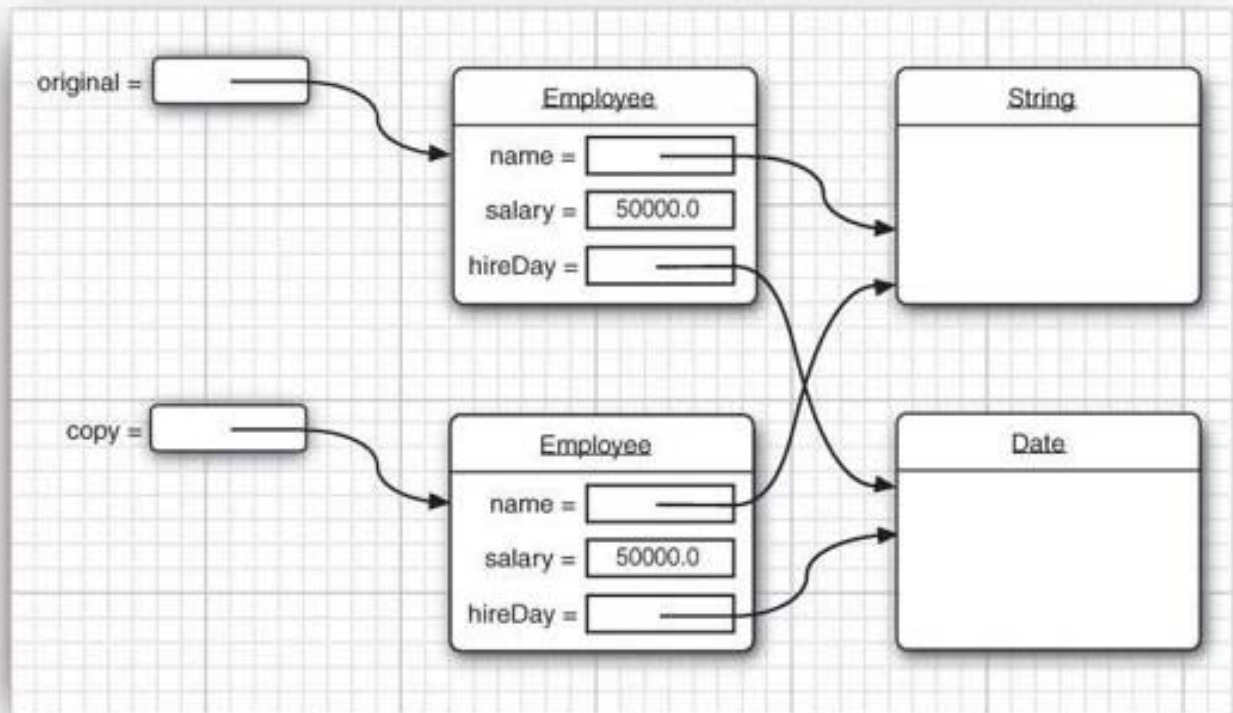 original =
Employee
name =
salary = 50000.0
hireDay =
String
copy =
Employee
name =
salary = 50000.0
hireDay =
Date